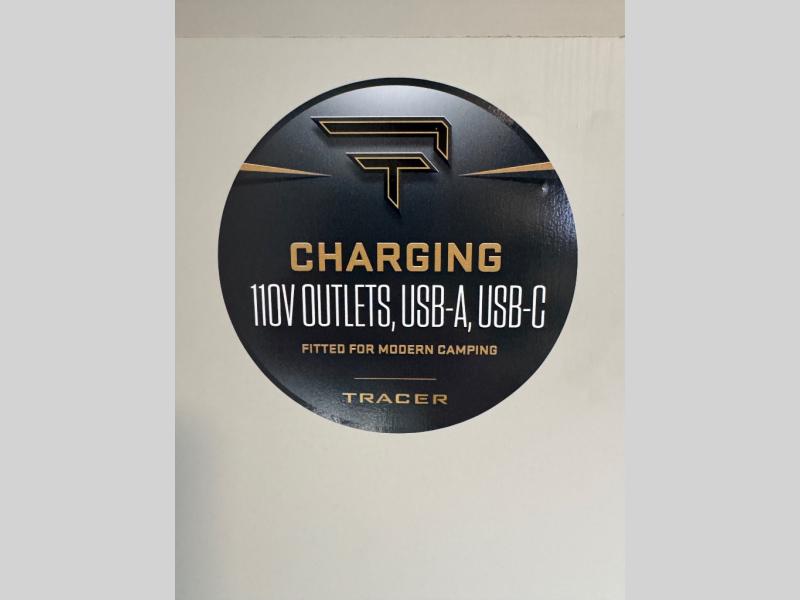 CHARGING
110V OUTLETS, USB-A, USB-C
FITTED FOR MODERN CAMPING
TRACER